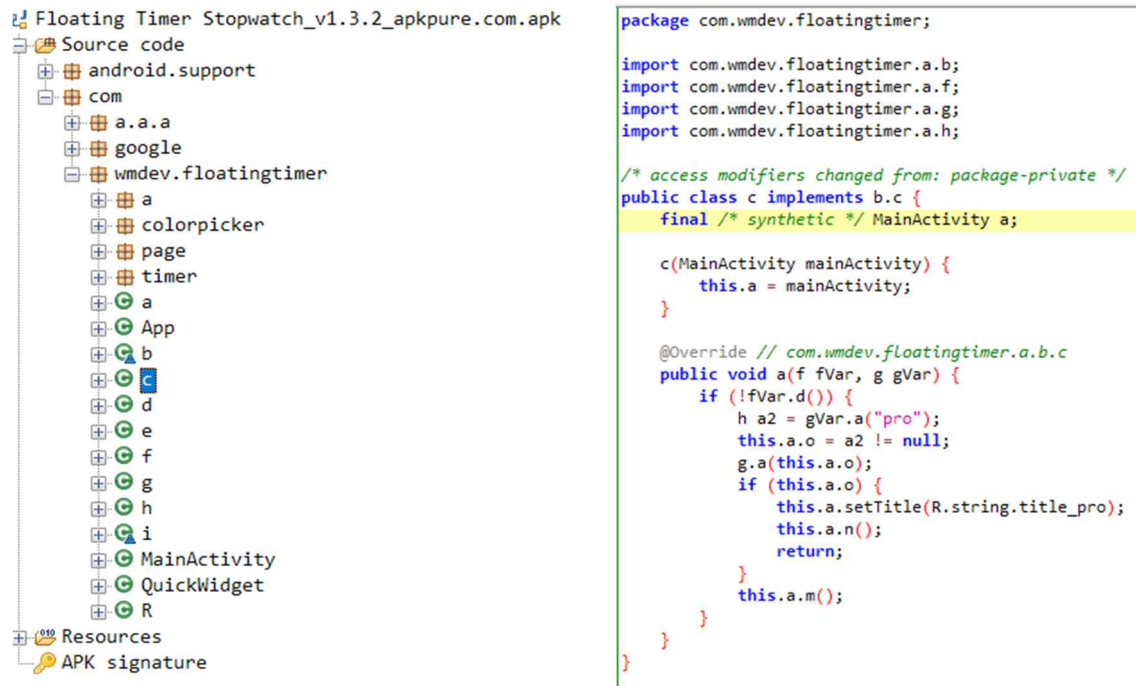 Floating Timer Stopwatch_v1.3.2_apkpure.com.apk
Source code
android.support
com
a.a.a
google
wmdev.floatingtimer
a
colorpicker
page
timer
a
App
b
c
d
e
f
g
h
i
MainActivity
QuickWidget
R
Resources
APK signature
package com.wmdev.floatingtimer;

import com.wmdev.floatingtimer.a.b;
import com.wmdev.floatingtimer.a.f;
import com.wmdev.floatingtimer.a.g;
import com.wmdev.floatingtimer.a.h;

/* access modifiers changed from: package-private */
public class c implements b.c {
    final /* synthetic */ MainActivity a;

    c(MainActivity mainActivity) {
        this.a = mainActivity;
    }

    @Override // com.wmdev.floatingtimer.a.b.c
    public void a(f fVar, g gVar) {
        if (!fVar.d()) {
            h a2 = gVar.a("pro");
            this.a.o = a2 != null;
            g.a(this.a.o);
            if (this.a.o) {
                this.a.setTitle(R.string.title_pro);
                this.a.n();
                return;
            }
            this.a.m();
        }
    }
}